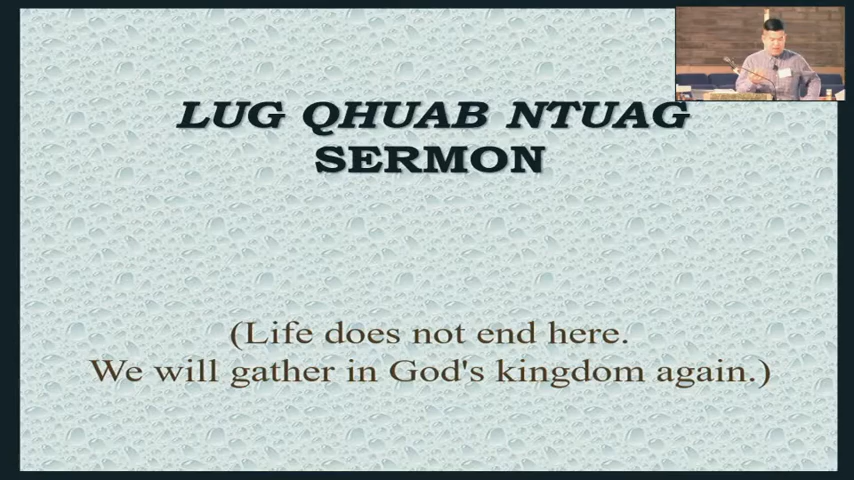 LUG QHUAB NTUAG
SERMON
(Life does not end here.
We will gather in God's kingdom again.)